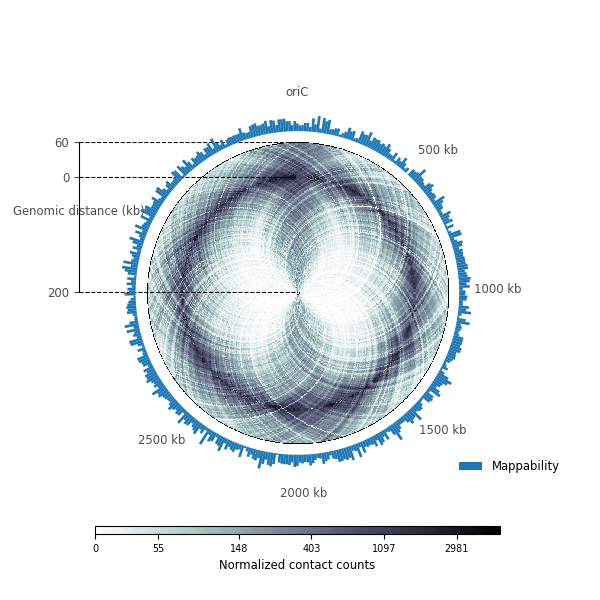 oriC
60
500 kb
0
Genomic distance (kb)
200
1000 kb
1500 kb
2500 kb
Mappability
2000 kb
0 55 148 403 1097 2981
Normalized contact counts